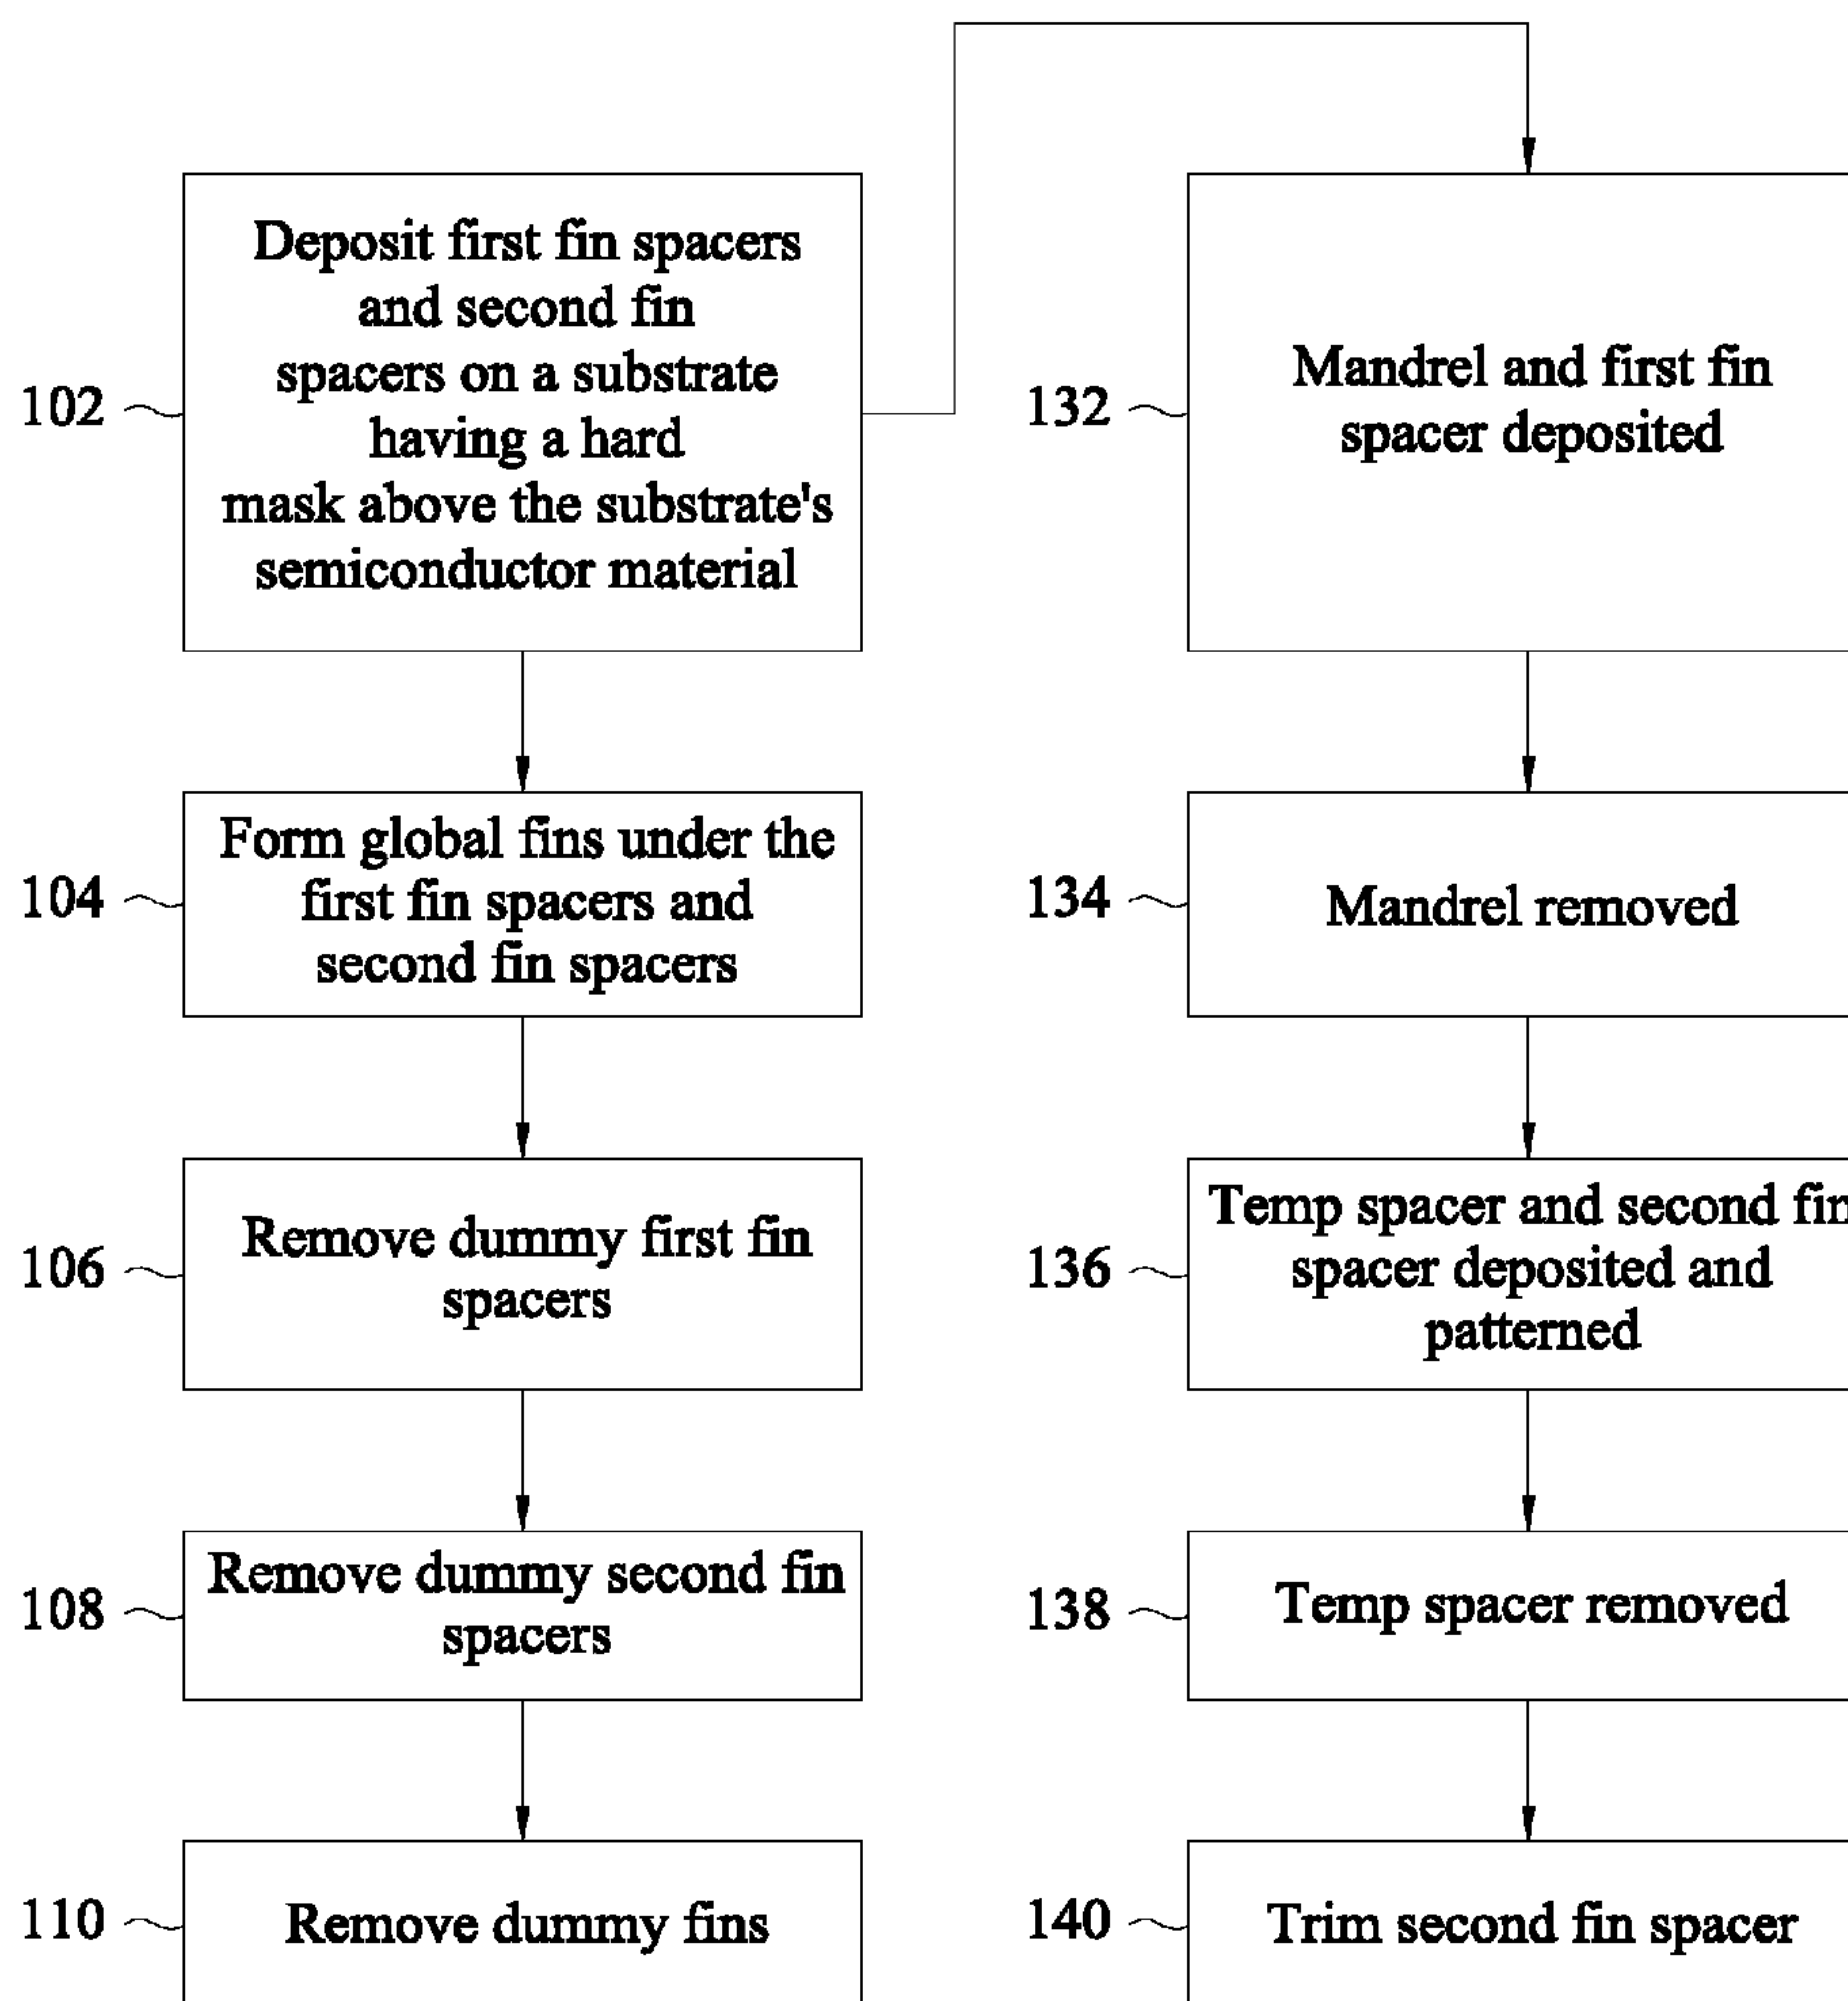 102
Deposit first fin spacers
and second fin
spacers on a substrate
having a hard
mask above the substrate's
semiconductor material
104
Form global fins under the
first fin spacers and
second fin spacers
106
Remove dummy first fin
spacers
108
Remove dummy second fin
spacers
110
Remove dummy fins
132
Mandrel and first fin
spacer deposited
134
Mandrel removed
136
Temp spacer and second fin
spacer deposited and
patterned
138
Temp spacer removed
140
Trim second fin spacer